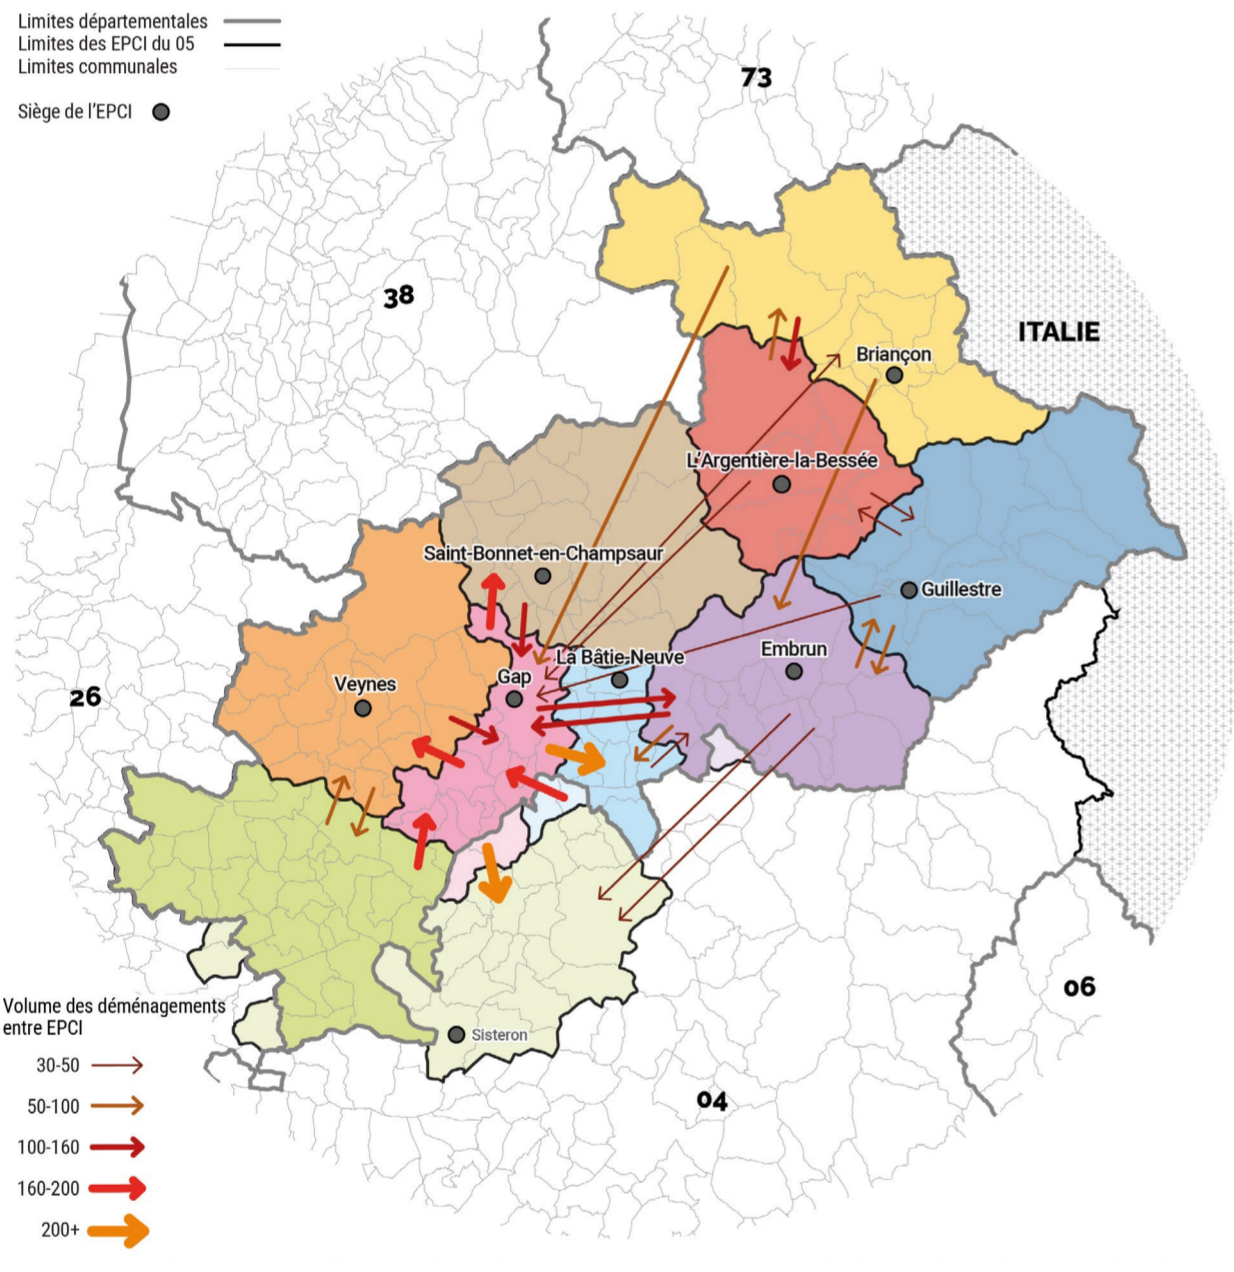 Limites départementales
Limites des EPCI du 05
Limites communales
Siège de l'EPCI
73
38
ITALIE
Briançon
L'Argentière-la-Bessée
Saint-Bonnet-en-Champsaur
Guillestre
Embrun
La Bâtie-Neuve
Gap
Veynes
26
06
Volume des déménagements
entre EPCI
Sisteron
30-50
50-100
04
100-160
160-200
200+